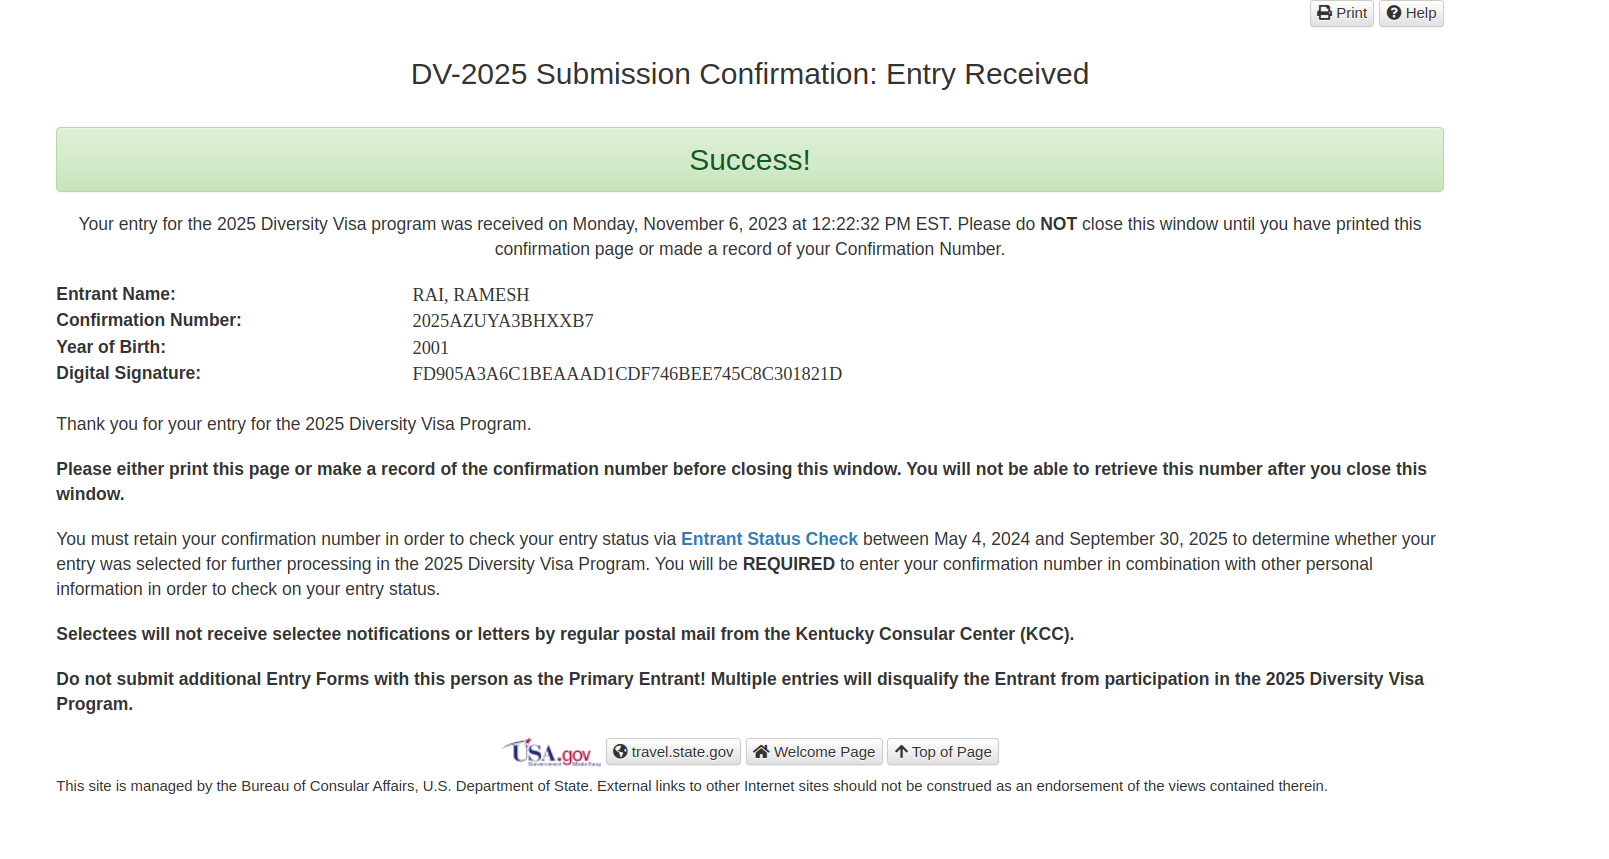 Print Help
DV-2025 Submission Confirmation: Entry Received
Success!
Your entry for the 2025 Diversity Visa program was received on Monday, November 6, 2023 at 12:22:32 PM EST. Please do NOT close this window until you have printed this
confirmation page or made a record of your Confirmation Number.
Entrant Name: RAI, RAMESH
Confirmation Number: 2025AZUYA3BHXXB7
Year of Birth: 2001
Digital Signature: FD905A3A6C1BEAAAD1CDF746BEE745C8C301821D
Thank you for your entry for the 2025 Diversity Visa Program.
Please either print this page or make a record of the confirmation number before closing this window. You will not be able to retrieve this number after you close this
window.
You must retain your confirmation number in order to check your entry status via Entrant Status Check between May 4, 2024 and September 30, 2025 to determine whether your
entry was selected for further processing in the 2025 Diversity Visa Program. You will be REQUIRED to enter your confirmation number in combination with other personal
information in order to check on your entry status.
Selectees will not receive selectee notifications or letters by regular postal mail from the Kentucky Consular Center (KCC).
Do not submit additional Entry Forms with this person as the Primary Entrant! Multiple entries will disqualify the Entrant from participation in the 2025 Diversity Visa
Program.
USA.gov travel.state.gov Welcome Page Top of Page
Government Made Easy
This site is managed by the Bureau of Consular Affairs, U.S. Department of State. External links to other Internet sites should not be construed as an endorsement of the views contained therein.